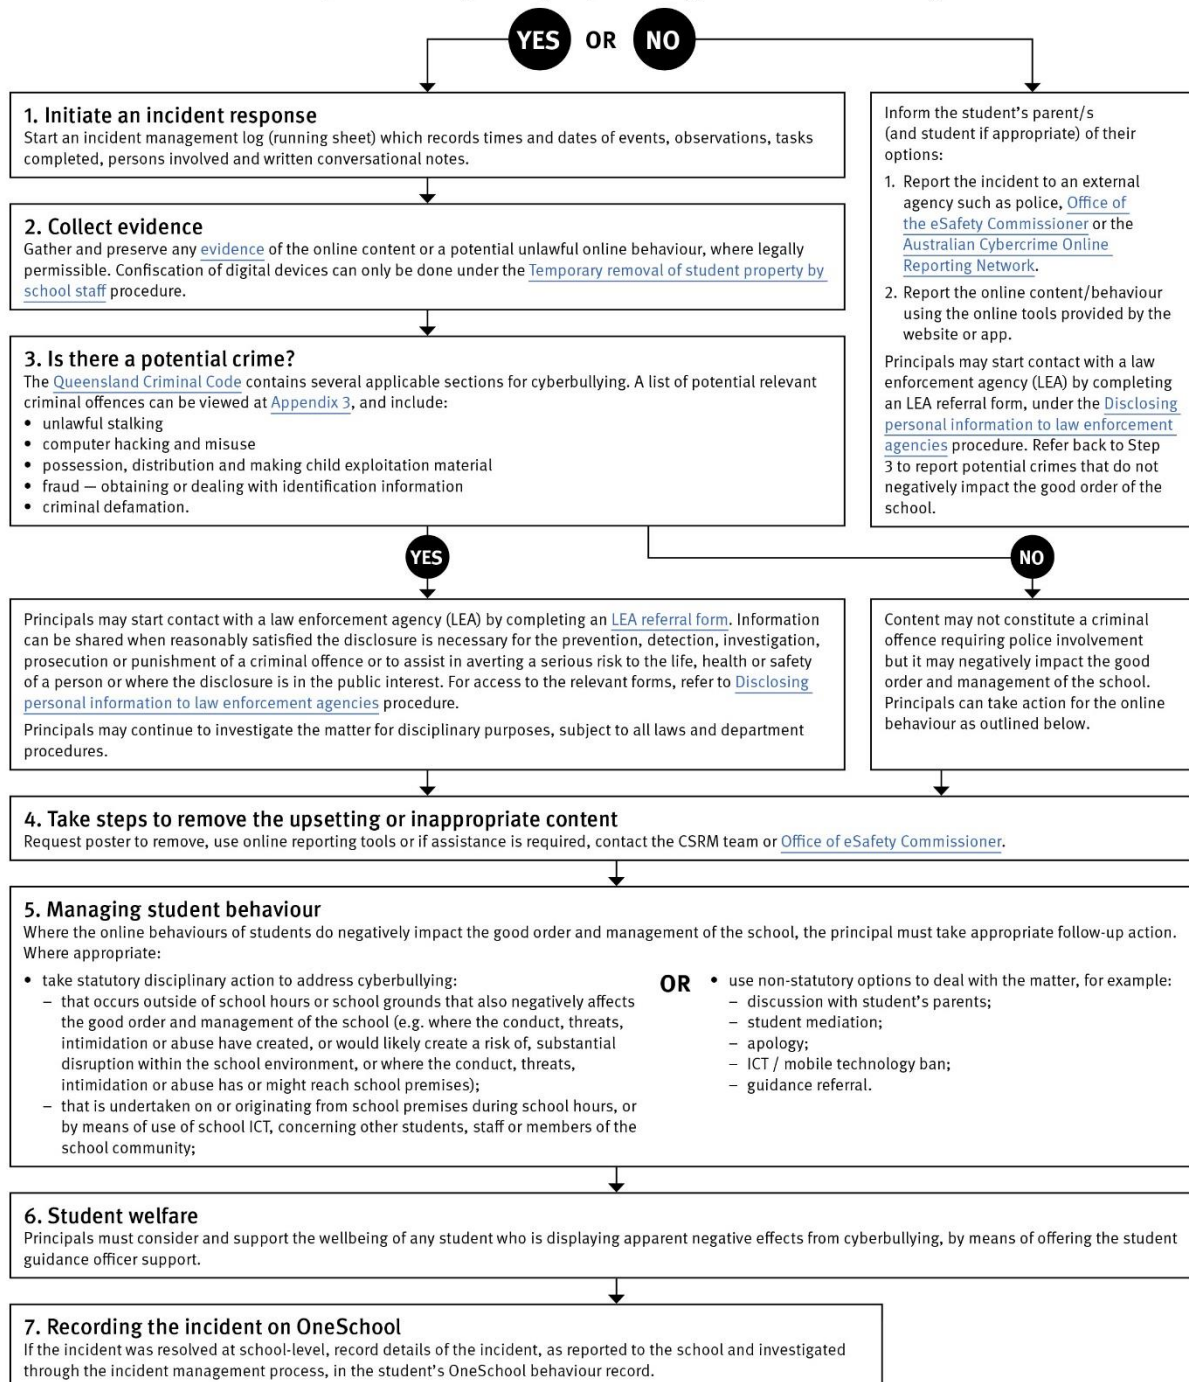 YES OR NO
1. Initiate an incident response
Start an incident management log (running sheet) which records times and dates of events, observations, tasks
completed, persons involved and written conversational notes.
Inform the student's parent/s
(and student if appropriate) of their
options:
1. Report the incident to an external
agency such as police, Office of
the eSafety Commissioner or the
Australian Cybercrime Online
Reporting Network.
2. Report the online content/behaviour
using the online tools provided by the
website or app.
Principals may start contact with a law
enforcement agency (LEA) by completing
an LEA referral form, under the Disclosing
personal information to law enforcement
agencies procedure. Refer back to Step
3 to report potential crimes that do not
negatively impact the good order of the
school.
2. Collect evidence
Gather and preserve any evidence of the online content or a potential unlawful online behaviour, where legally
permissible. Confiscation of digital devices can only be done under the Temporary removal of student property by
school staff procedure.
3. Is there a potential crime?
The Queensland Criminal Code contains several applicable sections for cyberbullying. A list of potential relevant
criminal offences can be viewed at Appendix 3, and include:
• unlawful stalking
• computer hacking and misuse
• possession, distribution and making child exploitation material
• fraud — obtaining or dealing with identification information
• criminal defamation.
YES
NO
Principals may start contact with a law enforcement agency (LEA) by completing an LEA referral form. Information
can be shared when reasonably satisfied the disclosure is necessary for the prevention, detection, investigation,
prosecution or punishment of a criminal offence or to assist in averting a serious risk to the life, health or safety
of a person or where the disclosure is in the public interest. For access to the relevant forms, refer to Disclosing
personal information to law enforcement agencies procedure.
Principals may continue to investigate the matter for disciplinary purposes, subject to all laws and department
procedures.
Content may not constitute a criminal
offence requiring police involvement
but it may negatively impact the good
order and management of the school.
Principals can take action for the online
behaviour as outlined below.
4. Take steps to remove the upsetting or inappropriate content
Request poster to remove, use online reporting tools or if assistance is required, contact the CSRM team or Office of eSafety Commissioner.
5. Managing student behaviour
Where the online behaviours of students do negatively impact the good order and management of the school, the principal must take appropriate follow-up action.
Where appropriate:
• take statutory disciplinary action to address cyberbullying:
– that occurs outside of school hours or school grounds that also negatively affects
the good order and management of the school (e.g. where the conduct, threats,
intimidation or abuse have created, or would likely create a risk of, substantial
disruption within the school environment, or where the conduct, threats,
intimidation or abuse has or might reach school premises);
– that is undertaken on or originating from school premises during school hours, or
by means of use of school ICT, concerning other students, staff or members of the
school community;
OR
• use non-statutory options to deal with the matter, for example:
– discussion with student's parents;
– student mediation;
– apology;
– ICT / mobile technology ban;
– guidance referral.
6. Student welfare
Principals must consider and support the wellbeing of any student who is displaying apparent negative effects from cyberbullying, by means of offering the student
guidance officer support.
7. Recording the incident on OneSchool
If the incident was resolved at school-level, record details of the incident, as reported to the school and investigated
through the incident management process, in the student's OneSchool behaviour record.